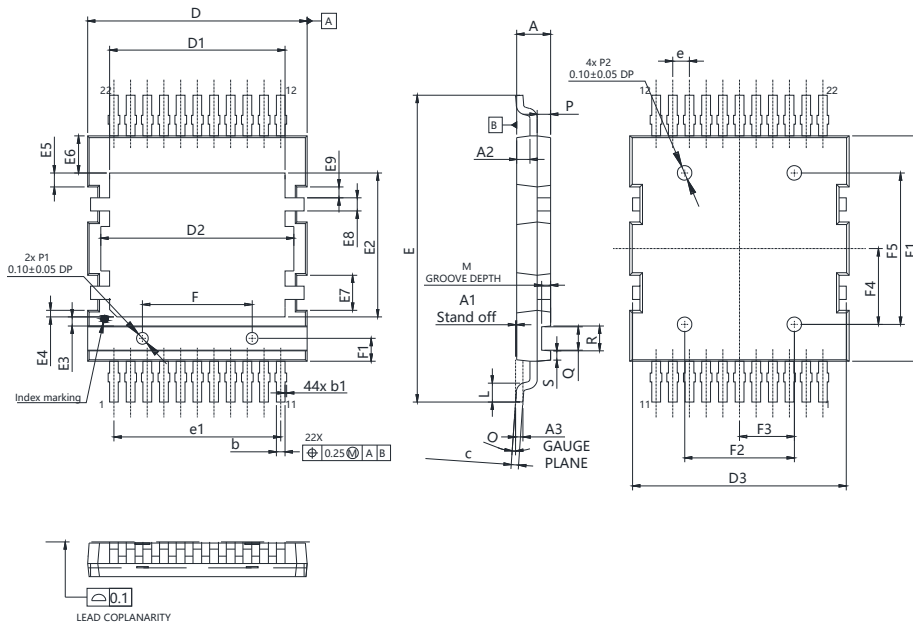 D
A
D1
22
12
E5
E6
E9
E8
E2
D2
2x P1
0.10±0.05 DP
F
E7
E4
E3
F1
Index marking
1
11
44x b1
e1
b
22X
0.25 Ⓜ A B
A
P
B
A2
E
M
GROOVE DEPTH
A1
Stand off
R
Q
S
L
O
A3
GAUGE
PLANE
c
4x P2
0.10±0.05 DP
e
12
22
F5
E1
F4
11
1
F3
F2
D3
0.1
LEAD COPLANARITY